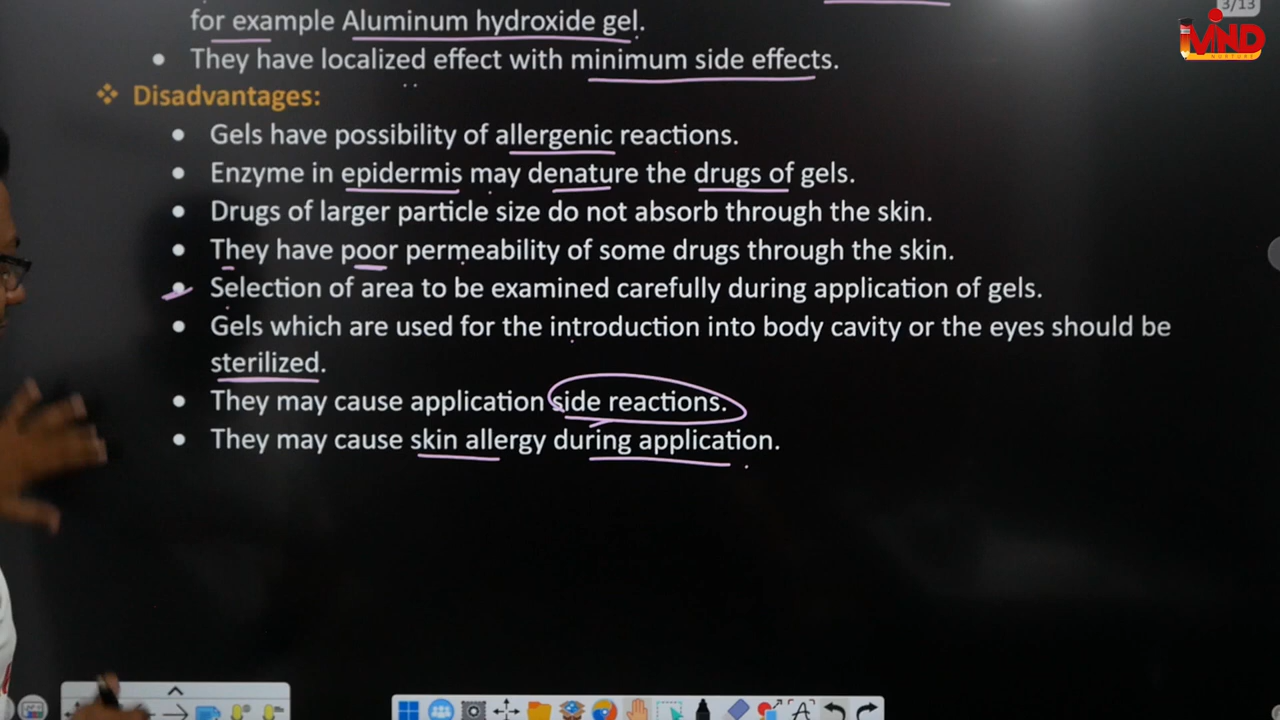 3/13
MIND
NURTURE
for example Aluminum hydroxide gel.
• They have localized effect with minimum side effects.
❖ Disadvantages:
• Gels have possibility of allergenic reactions.
• Enzyme in epidermis may denature the drugs of gels.
• Drugs of larger particle size do not absorb through the skin.
• They have poor permeability of some drugs through the skin.
• Selection of area to be examined carefully during application of gels.
• Gels which are used for the introduction into body cavity or the eyes should be
sterilized.
• They may cause application side reactions.
• They may cause skin allergy during application.